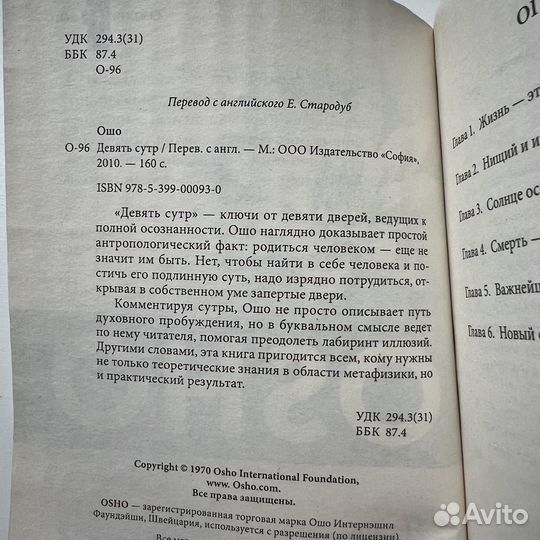 УДК 294.3(31)
ББК 87.4
О-96
Перевод с английского Е. Стародуб
Ошо
О-96 Девять сутр / Перев. с англ. — М.: ООО Издательство «София»,
2010. — 160 с.
ISBN 978-5-399-00093-0
«Девять сутр» — ключи от девяти дверей, ведущих к
полной осознанности. Ошо наглядно доказывает простой
антропологический факт: родиться человеком — еще не
значит им быть. Нет, чтобы найти в себе человека и по-
стичь его подлинную суть, надо изрядно потрудиться, от-
крывая в собственном уме запертые двери.
Комментируя сутры, Ошо не просто описывает путь
духовного пробуждения, но в буквальном смысле ведет
по нему читателя, помогая преодолеть лабиринт иллюзий.
Другими словами, эта книга пригодится всем, кому нужны
не только теоретические знания в области метафизики, но
и практический результат.
УДК 294.3(31)
ББК 87.4
Copyright © 1970 Osho International Foundation,
www. Osho.com.
Все права защищены.
OSHO — зарегистрированная торговая марка Ошо Интернэшнл
Фаундэйшн, Швейцария, используется с разрешения (по лицензии).
Глава 1. Жизнь — эт
Глава 2. Нищий и и
Глава 3. Солнце ос
Глава 4. Смерть —
Глава 5. Важнейц
Глава 6. Новый
Avito